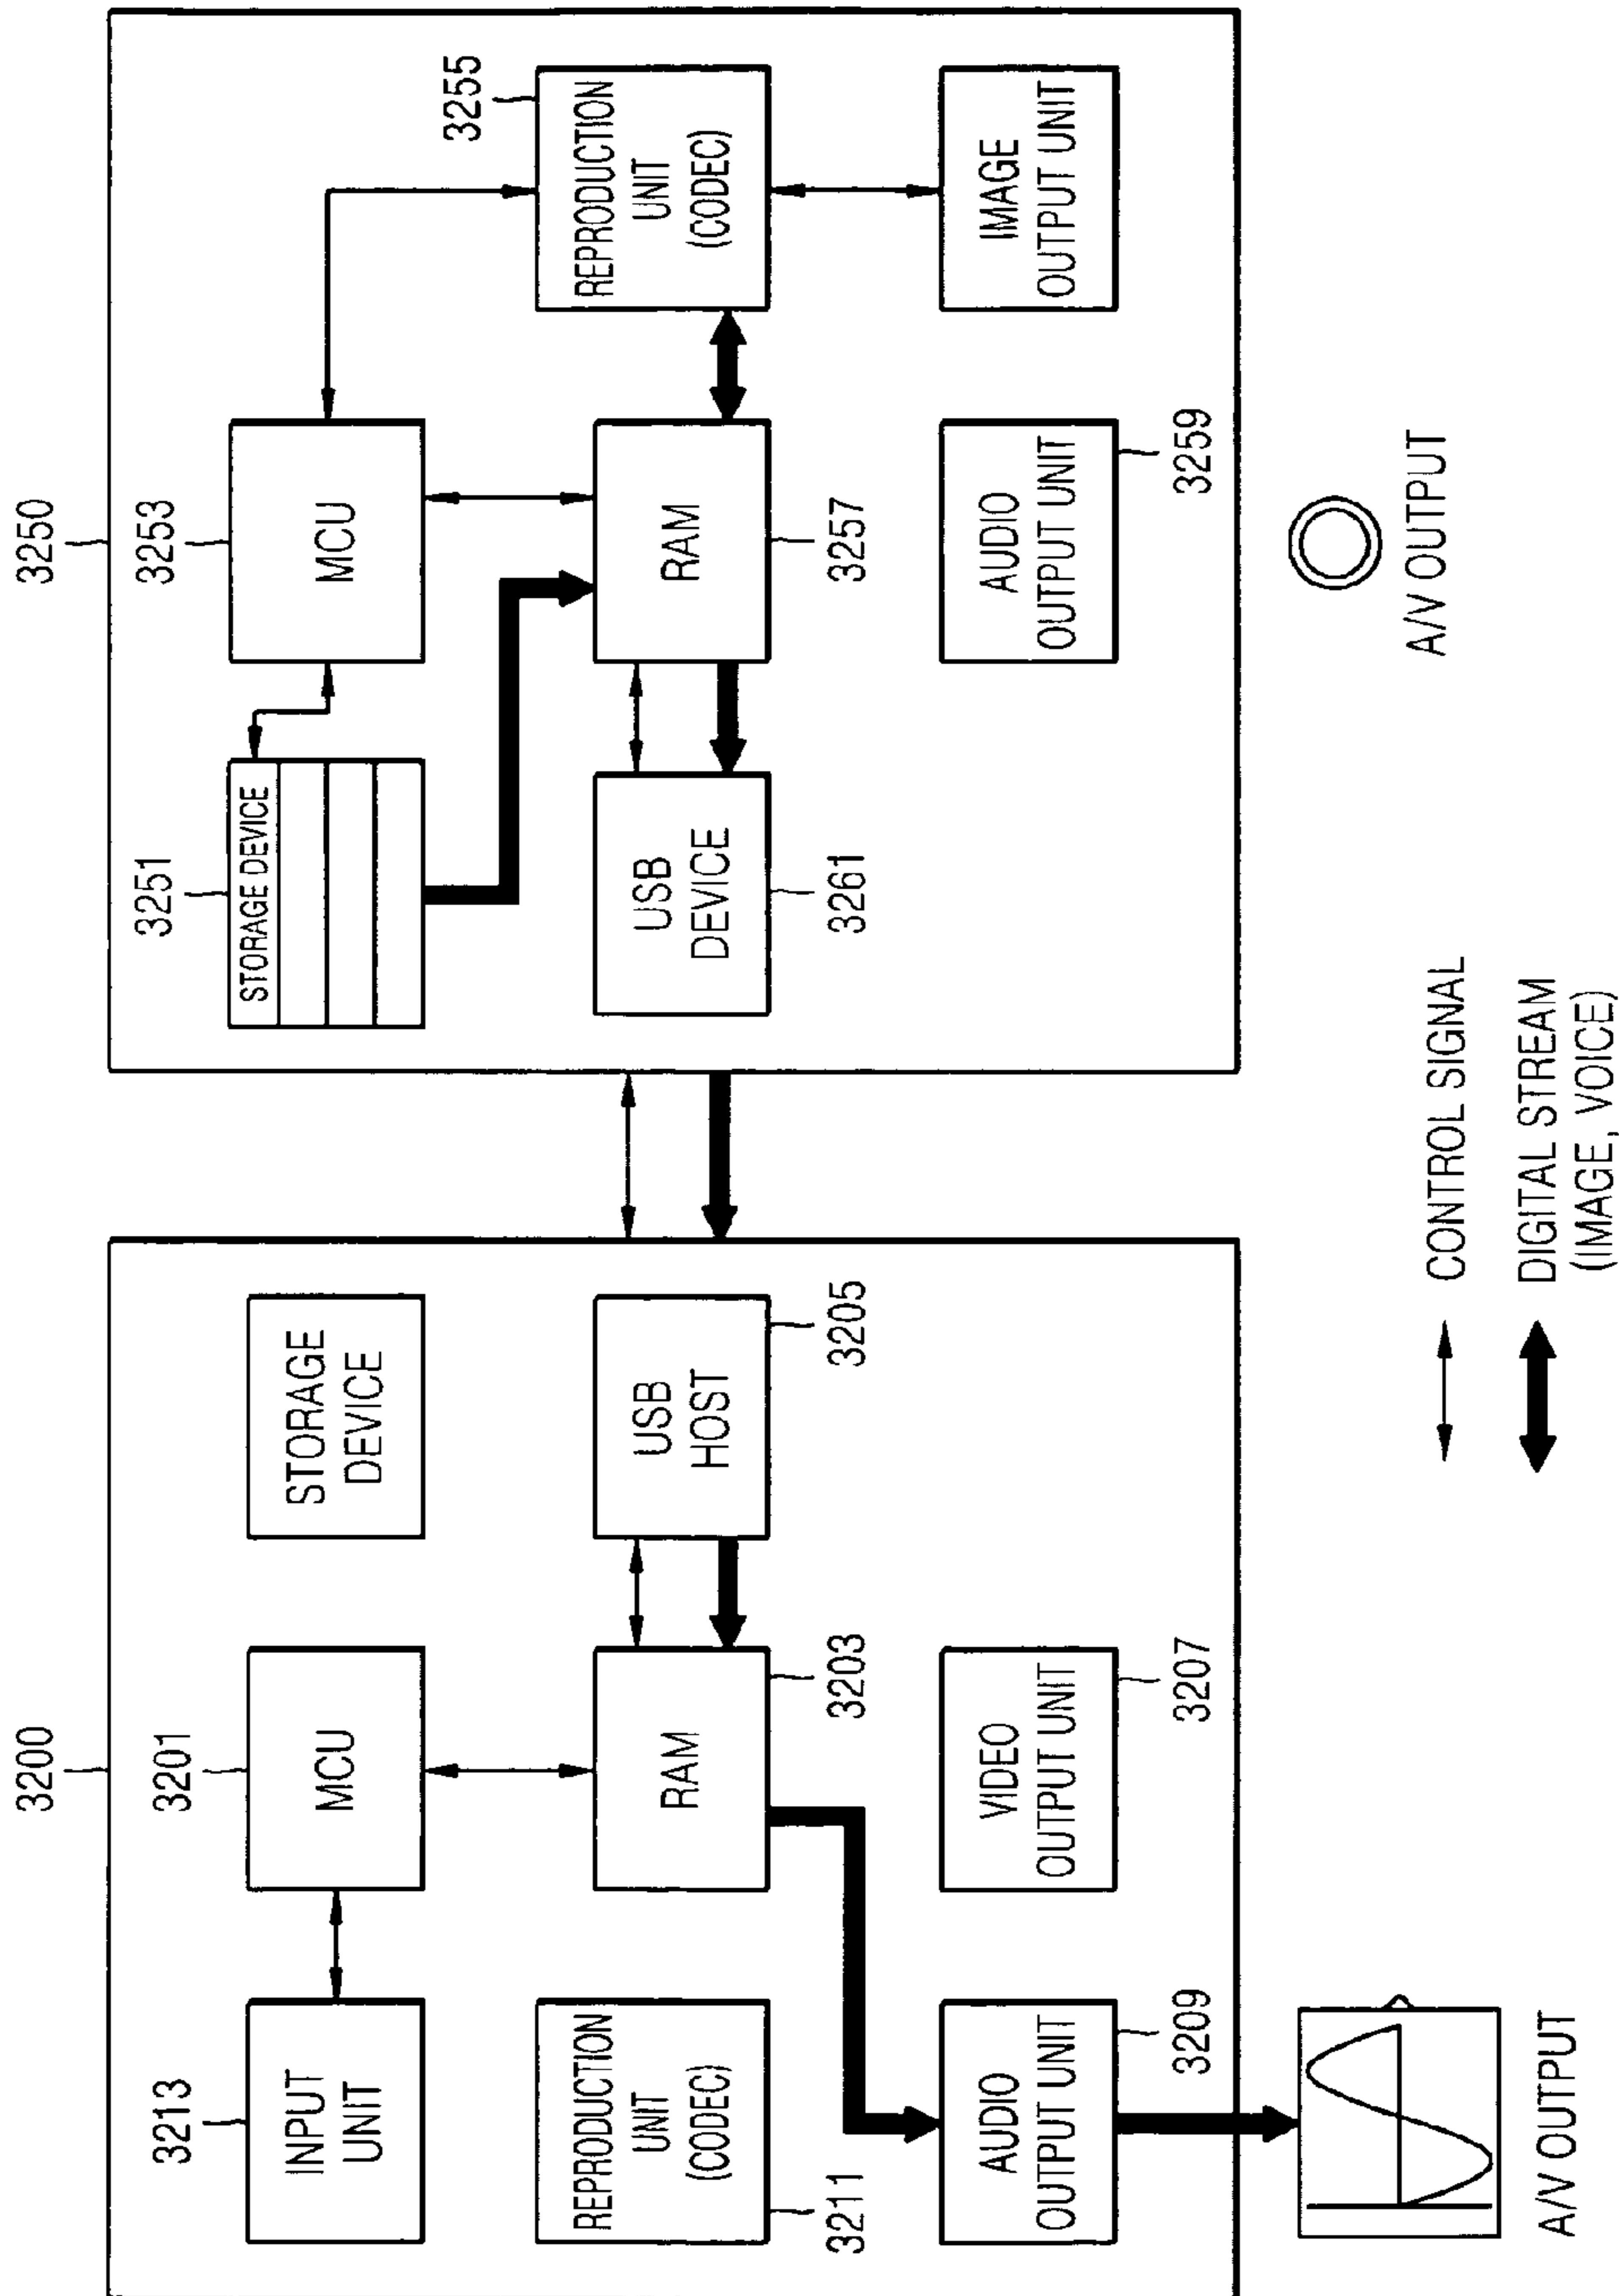 3200
3213
INPUT
UNIT
3201
MCU
STORAGE
DEVICE
REPRODUCTION
UNIT
(CODEC)
3211
RAM
3203
USB
HOST
3205
AUDIO
OUTPUT UNIT
3209
VIDEO
OUTPUT UNIT
3207
A/V OUTPUT
3250
3251
STORAGE DEVICE
3253
MCU
3255
REPRODUCTION
UNIT
(CODEC)
USB
DEVICE
3261
RAM
3257
AUDIO
OUTPUT UNIT
3259
IMAGE
OUTPUT UNIT
A/V OUTPUT
CONTROL SIGNAL
DIGITAL STREAM
(IMAGE, VOICE)